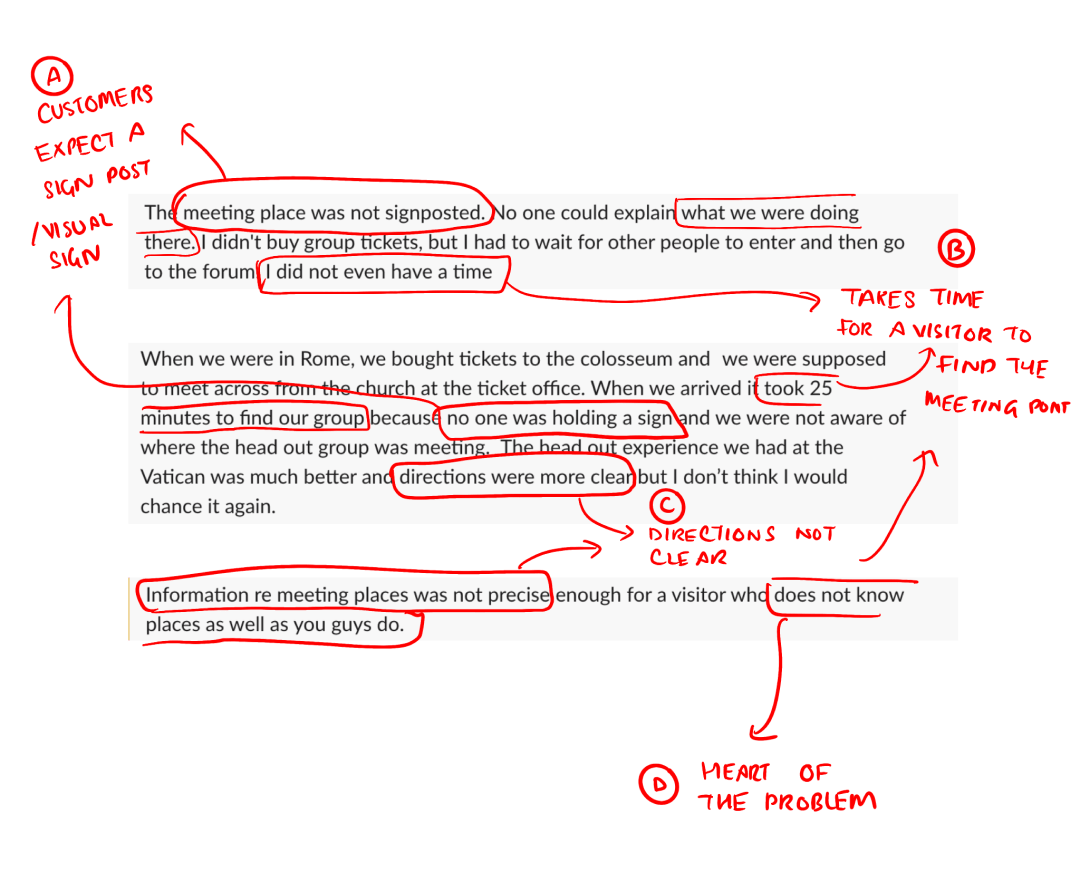 A
CUSTOMERS
EXPECT A
SIGN POST
/VISUAL
SIGN
The meeting place was not signposted. No one could explain what we were doing
there. I didn't buy group tickets, but I had to wait for other people to enter and then go
to the forum. I did not even have a time
B
TAKES TIME
FOR A VISITOR TO
FIND THE
MEETING POINT
When we were in Rome, we bought tickets to the colosseum and we were supposed
to meet across from the church at the ticket office. When we arrived it took 25
minutes to find our group because no one was holding a sign and we were not aware of
where the head out group was meeting. The head out experience we had at the
Vatican was much better and directions were more clear but I don't think I would
chance it again.
C
DIRECTIONS NOT
CLEAR
Information re meeting places was not precise enough for a visitor who does not know
places as well as you guys do.
D
HEART OF
THE PROBLEM